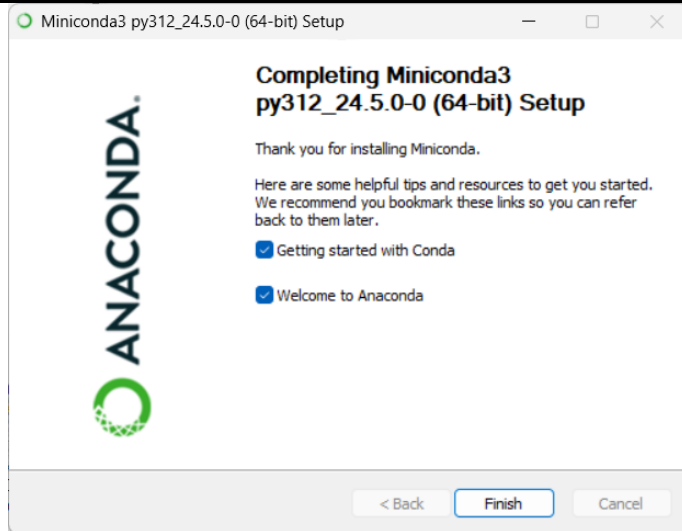 Miniconda3 py312_24.5.0-0 (64-bit) Setup
ANACONDA.
Completing Miniconda3
py312_24.5.0-0 (64-bit) Setup
Thank you for installing Miniconda.
Here are some helpful tips and resources to get you started.
We recommend you bookmark these links so you can refer
back to them later.
Getting started with Conda
Welcome to Anaconda
< Back
Finish
Cancel